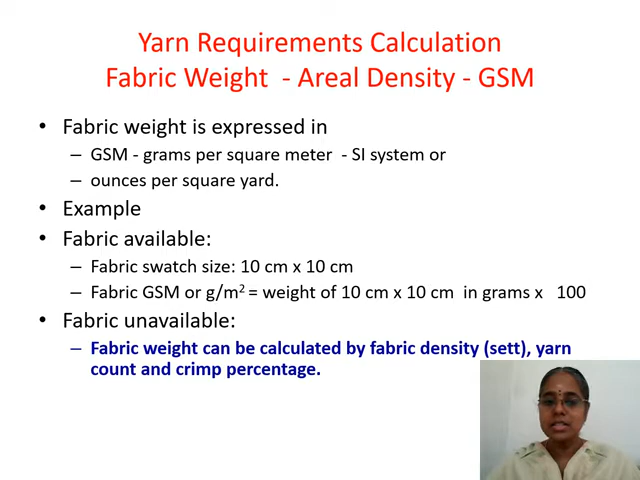 Yarn Requirements Calculation
Fabric Weight - Areal Density - GSM
• Fabric weight is expressed in
– GSM - grams per square meter - SI system or
– ounces per square yard.
• Example
• Fabric available:
– Fabric swatch size: 10 cm x 10 cm
– Fabric GSM or g/m² = weight of 10 cm x 10 cm in grams x 100
• Fabric unavailable:
– Fabric weight can be calculated by fabric density (sett), yarn
count and crimp percentage.